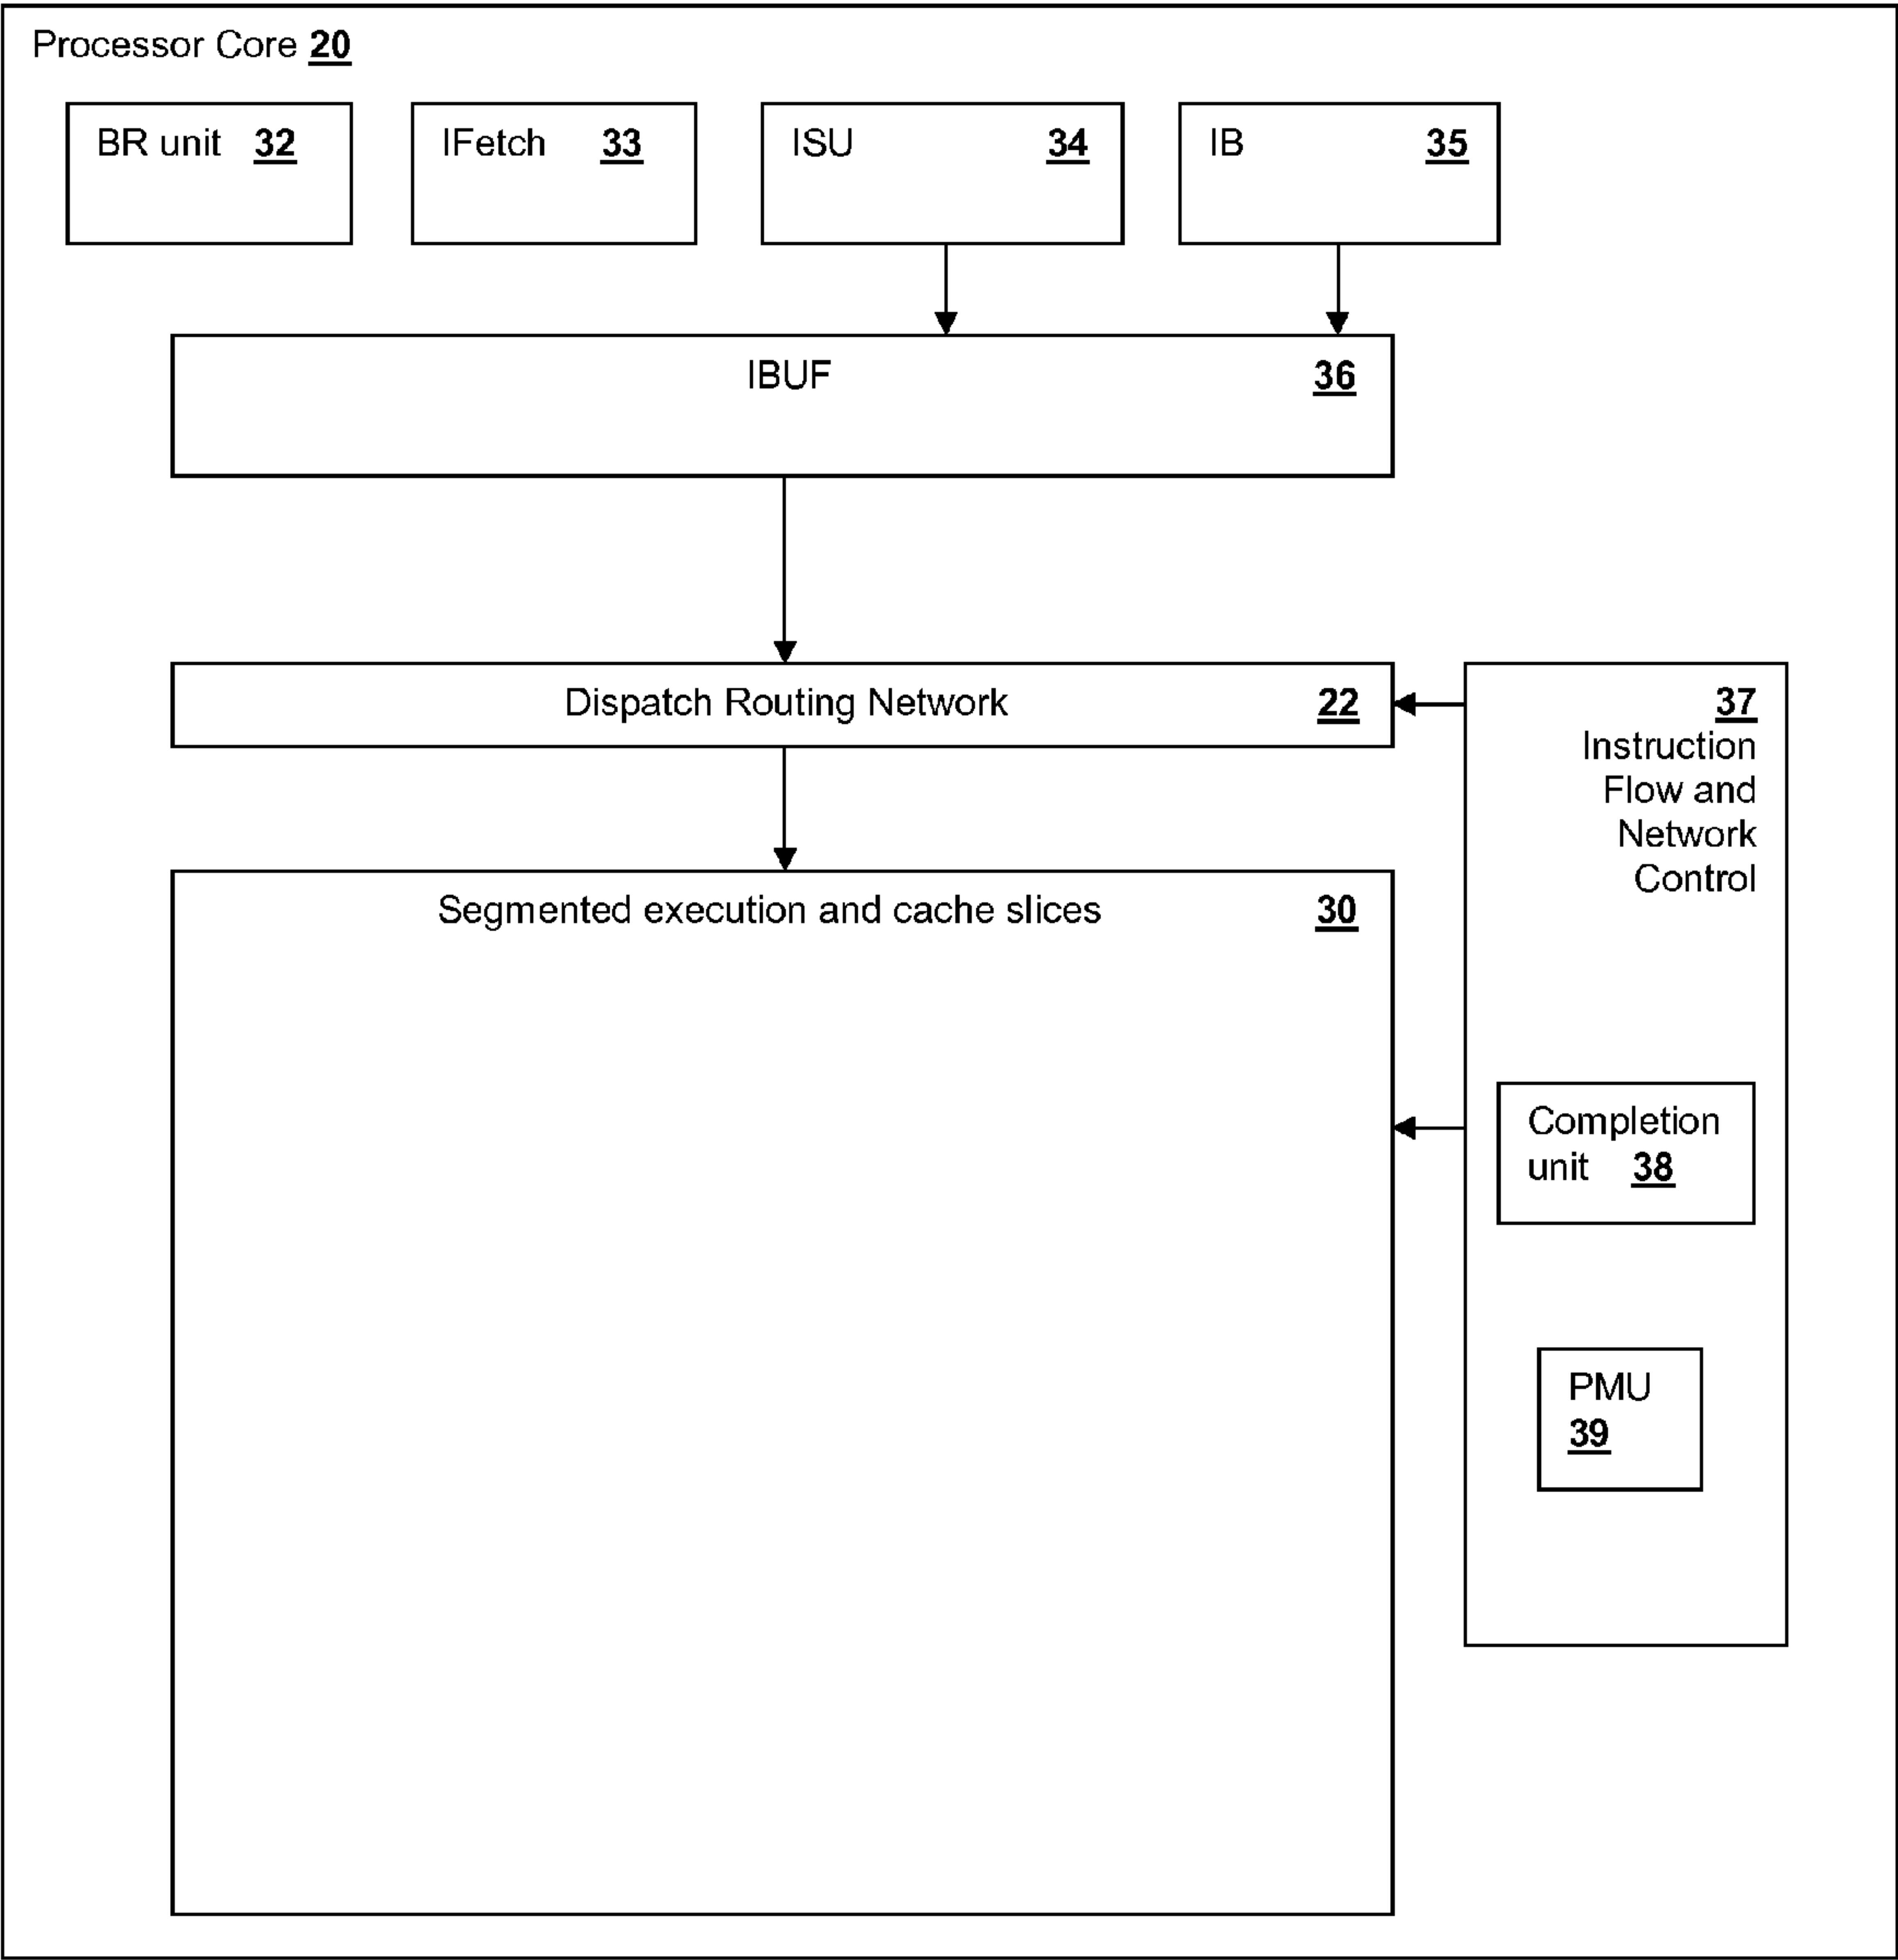 Processor Core 20
BR unit 32
IFetch 33
ISU 34
IB 35
IBUF 36
Dispatch Routing Network 22
37
Instruction
Flow and
Network
Control
Segmented execution and cache slices 30
Completion
unit 38
PMU
39